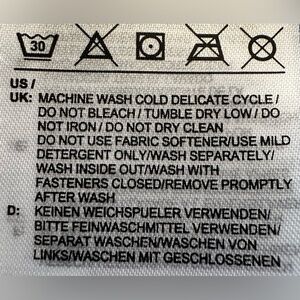 30
US /
UK: MACHINE WASH COLD DELICATE CYCLE /
DO NOT BLEACH / TUMBLE DRY LOW / DO
NOT IRON / DO NOT DRY CLEAN
DO NOT USE FABRIC SOFTENER/USE MILD
DETERGENT ONLY/WASH SEPARATELY/
WASH INSIDE OUT/WASH WITH
FASTENERS CLOSED/REMOVE PROMPTLY
AFTER WASH
D: KEINEN WEICHSPUELER VERWENDEN/
BITTE FEINWASCHMITTEL VERWENDEN/
SEPARAT WASCHEN/WASCHEN VON
LINKS/WASCHEN MIT GESCHLOSSENEN